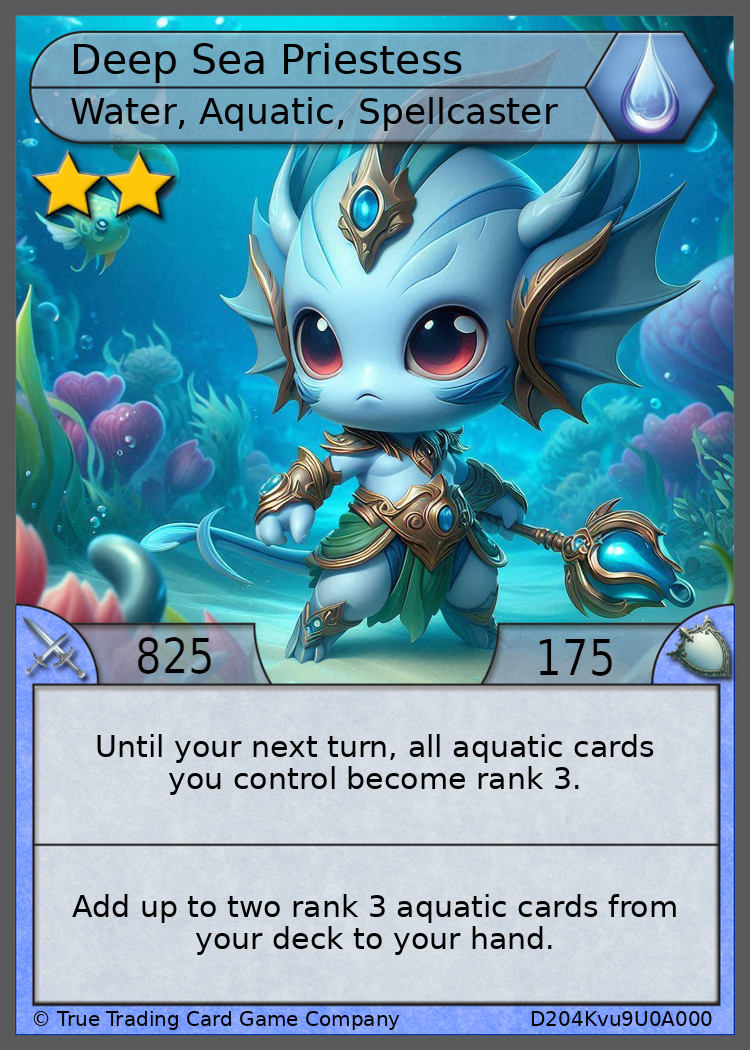 Deep Sea Priestess
Water, Aquatic, Spellcaster
825
175
Until your next turn, all aquatic cards
you control become rank 3.
Add up to two rank 3 aquatic cards from
your deck to your hand.
© True Trading Card Game Company
D204Kvu9U0A000